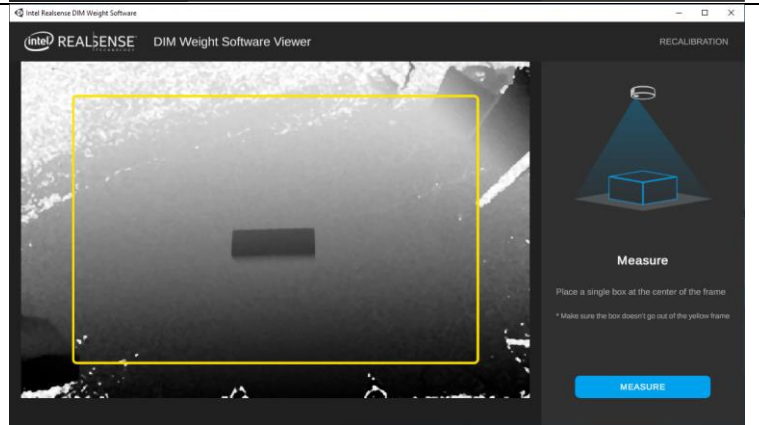 Intel Realsense DIM Weight Software
intel REALSENSE DIM Weight Software Viewer RECALIBRATION
TECHNOLOGY
Measure
Place a single box at the center of the frame
* Make sure the box doesn't go out of the yellow frame
MEASURE